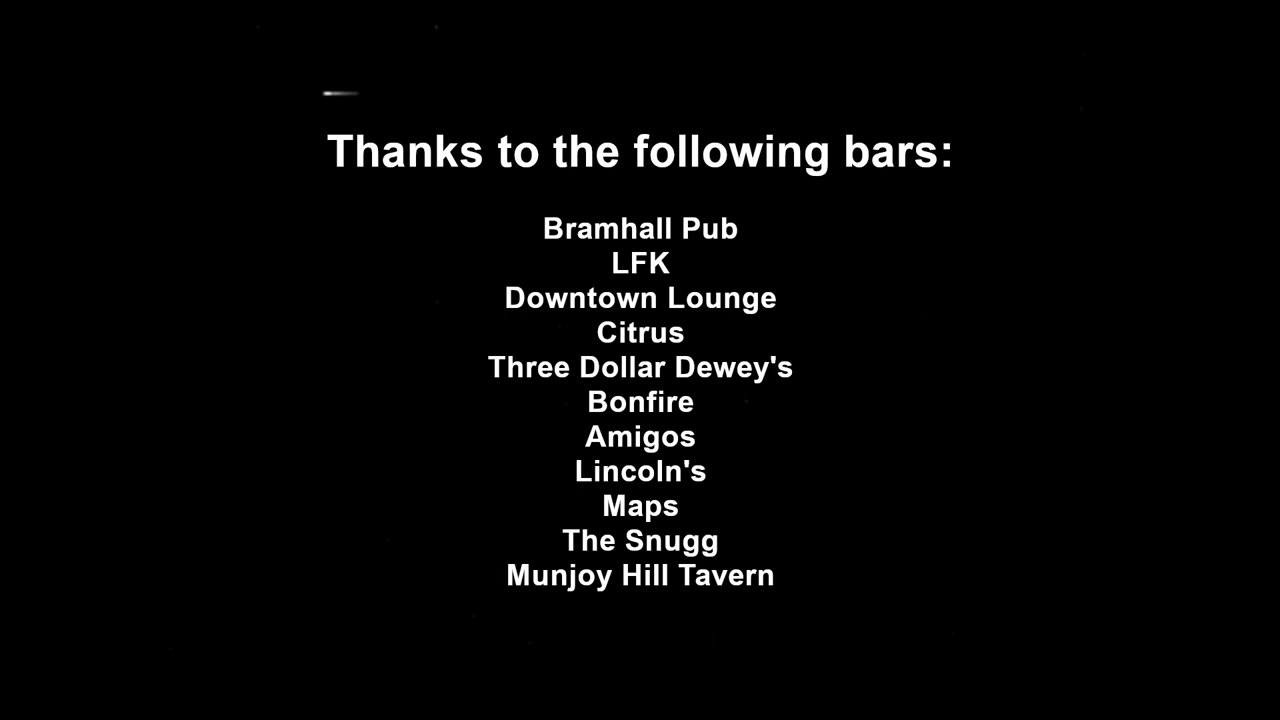 Thanks to the following bars:
Bramhall Pub
LFK
Downtown Lounge
Citrus
Three Dollar Dewey's
Bonfire
Amigos
Lincoln's
Maps
The Snugg
Munjoy Hill Tavern